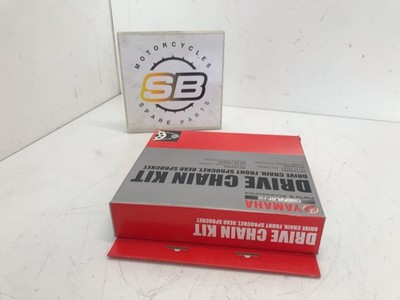 MOTORCYCLES
SB
SPARE PARTS
DRIVE CHAIN KIT
DRIVE CHAIN, FRONT SPROCKET, REAR SPROCKET
YAMAHA
GENUINE
DRIVE CHAIN KIT
DRIVE CHAIN, FRONT SPROCKET, REAR SPROCKET